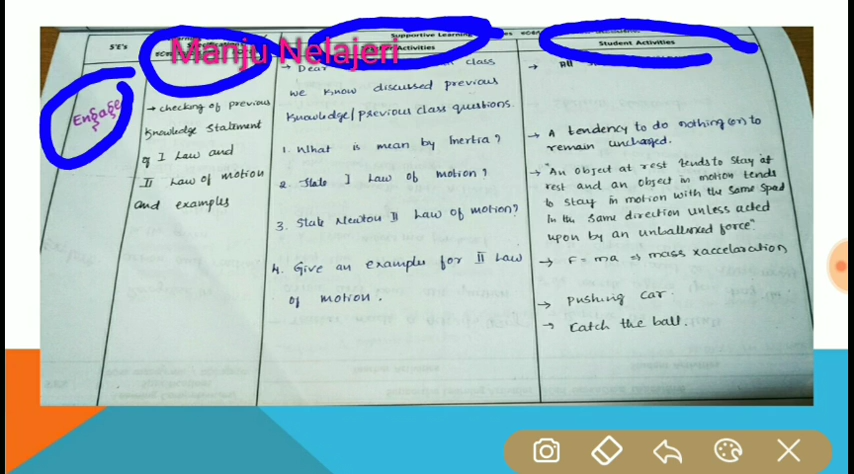 Manju Nelajeri
5E's
Supportive Learning
Activities
Student Activities
Engage
→ checking of previous
knowledge statement
of I Law and
II Law of motion
and examples
→ Dear class
we know discussed previous
knowledge/previous class questions.
1. What is mean by Inertia?
2. State I Law of motion?
3. State Newton II Law of motion?
4. Give an example for II Law
of motion.
→ All
→ A tendency to do nothing (or) to
remain unchanged.
→ "An object at rest tends to stay at
rest and an object in motion tends
to stay in motion with the same speed
in the same direction unless acted
upon by an unbalanced force".
→ F = ma ⇒ mass x accelaration
→ pushing car.
→ catch the ball.